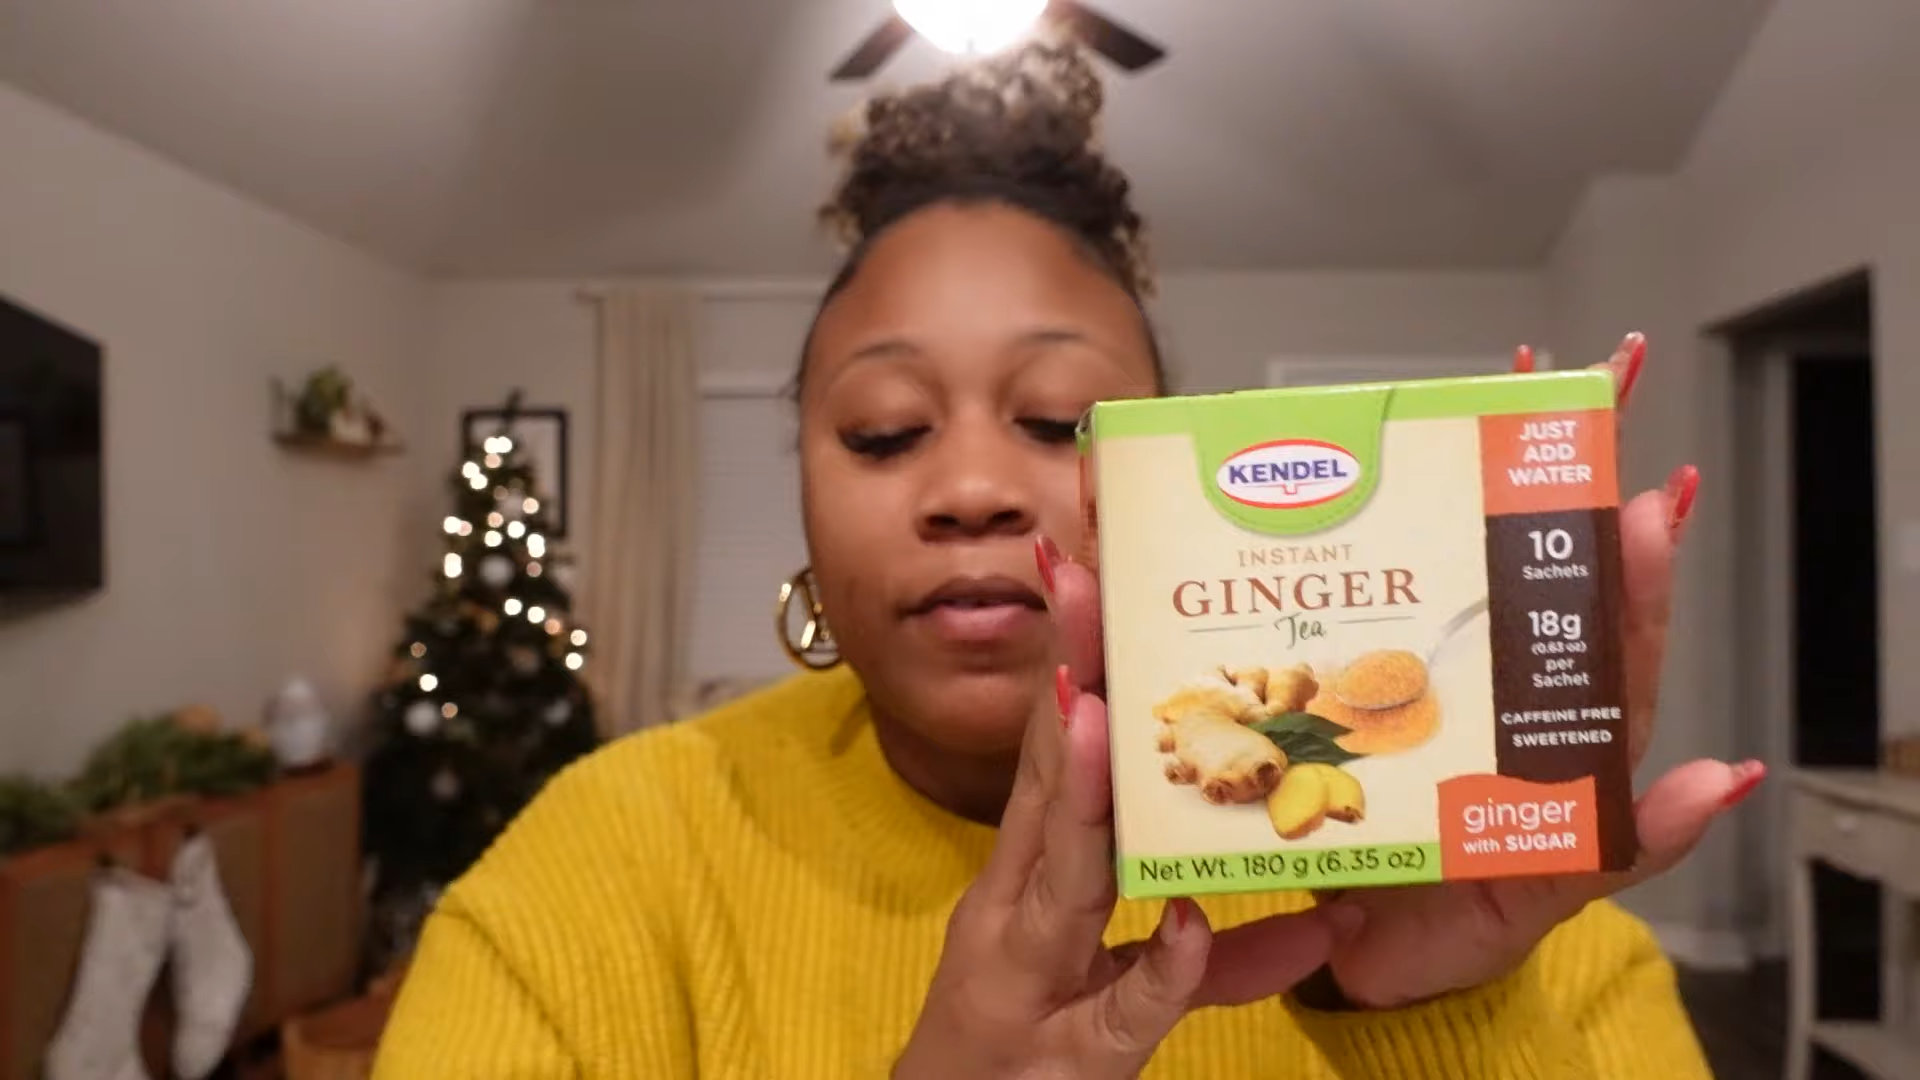 KENDEL
INSTANT
GINGER
Tea
Net Wt. 180 g (6.35 oz)
JUST
ADD
WATER
10
Sachets
18g
(0.63 oz)
per
Sachet
CAFFEINE FREE
SWEETENED
ginger
with SUGAR